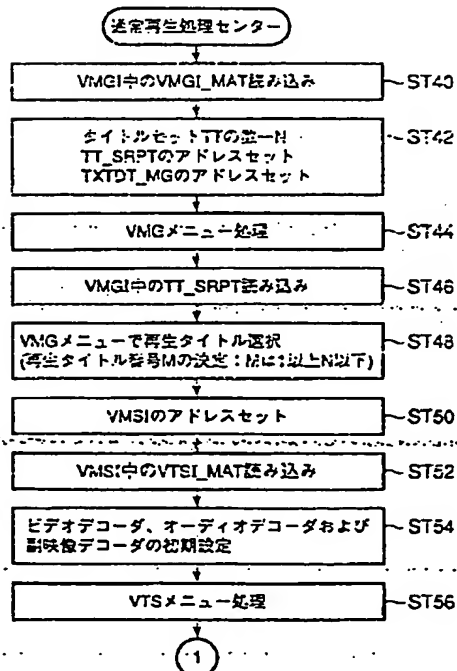 通常再生処理センター
VMGI中のVMGI_MAT読み込み
ST40
タイトルセットTTの数→N
ST42
TT_SRPTのアドレスセット
TXTDT_MGのアドレスセット
VMGメニュー処理
ST44
VMGI中のTT_SRPT読み込み
ST46
VMGメニューで再生タイトル選択
ST48
(再生タイトル番号Mの設定:Mは1以上N以下)
VMSIのアドレスセット
ST50
VMSI中のVTSI_MAT読み込み
ST52
ビデオデコーダ、オーディオデコーダおよび
ST54
副映像デコーダの初期設定
VTSメニュー処理
ST56
1